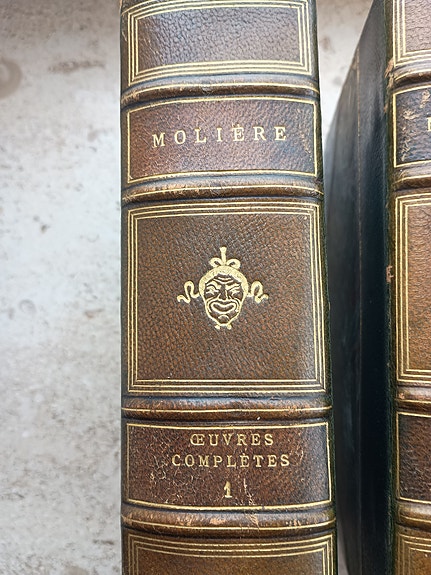 MOLIÈRE
ŒUVRES
COMPLÈTES
1